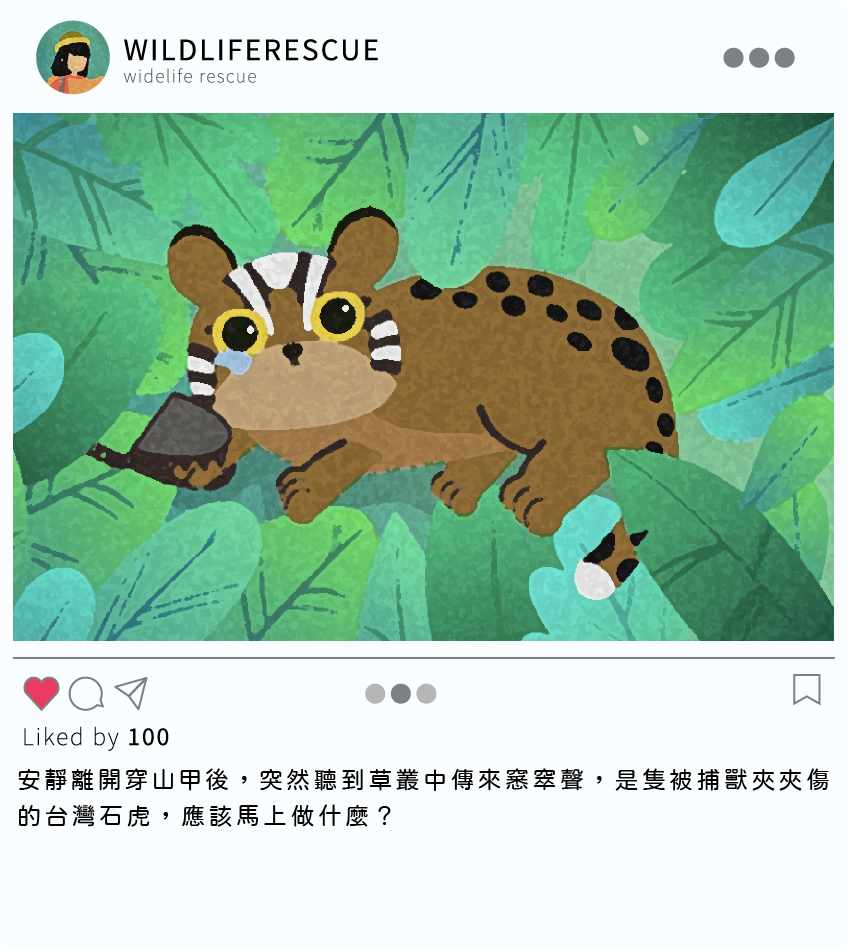 WILDLIFERESCUE
widelife rescue
Liked by 100
安靜離開穿山甲後，突然聽到草叢中傳來窸窣聲，是隻被捕獸夾夾傷
的台灣石虎，應該馬上做什麼？